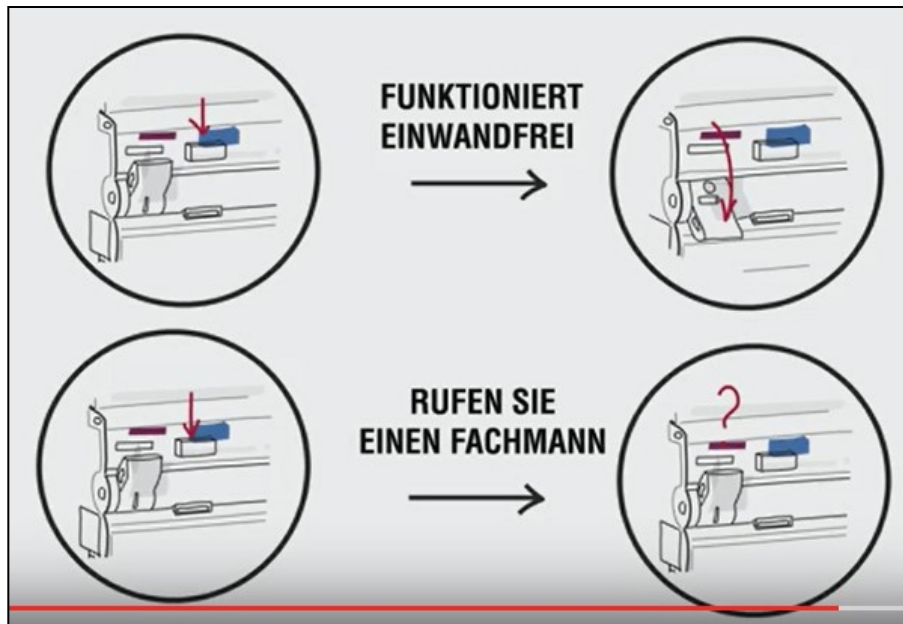 FUNKTIONIERT
EINWANDFREI
RUFEN SIE
EINEN FACHMANN
?